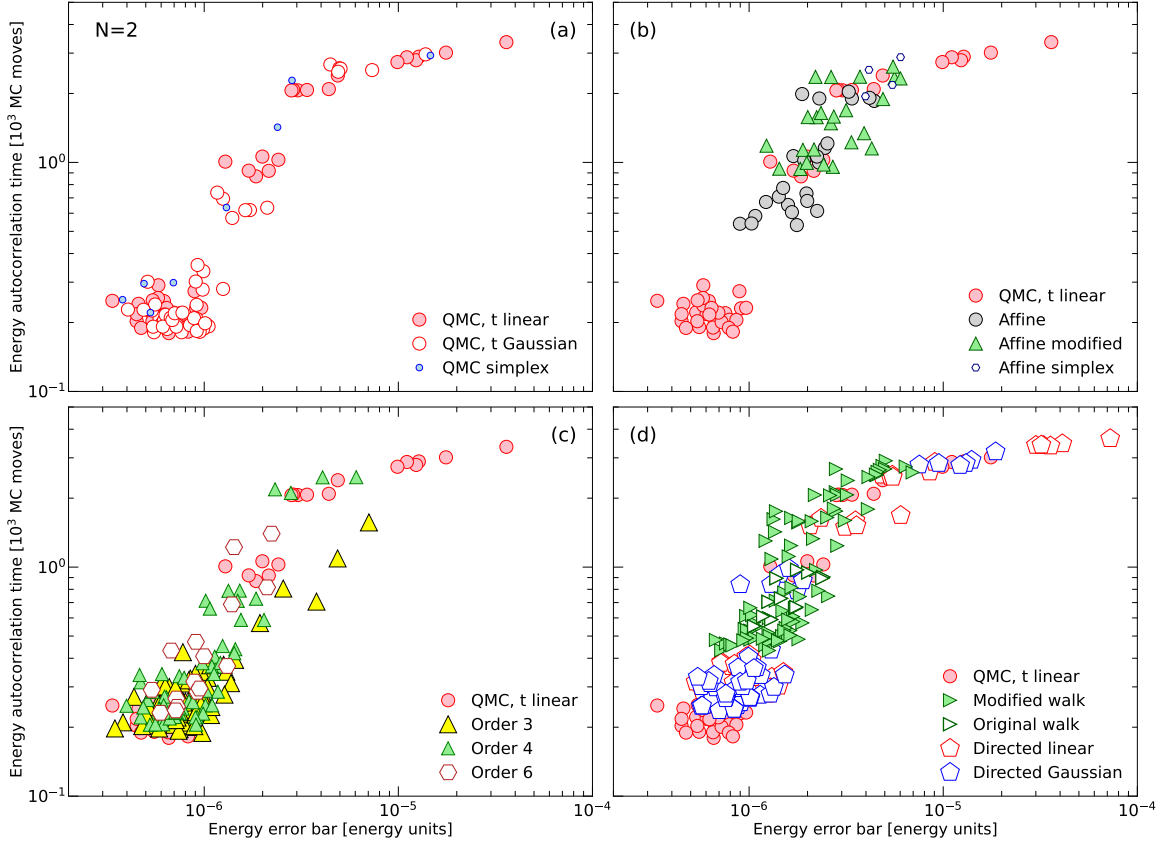 N=2
(a)
Energy autocorrelation time [10³ MC moves]
10⁰
10⁻¹
QMC, t linear
QMC, t Gaussian
QMC simplex
(b)
QMC, t linear
Affine
Affine modified
Affine simplex
(c)
Energy autocorrelation time [10³ MC moves]
10⁰
10⁻¹
QMC, t linear
Order 3
Order 4
Order 6
10⁻⁶
10⁻⁵
10⁻⁴
Energy error bar [energy units]
(d)
QMC, t linear
Modified walk
Original walk
Directed linear
Directed Gaussian
10⁻⁶
10⁻⁵
10⁻⁴
Energy error bar [energy units]